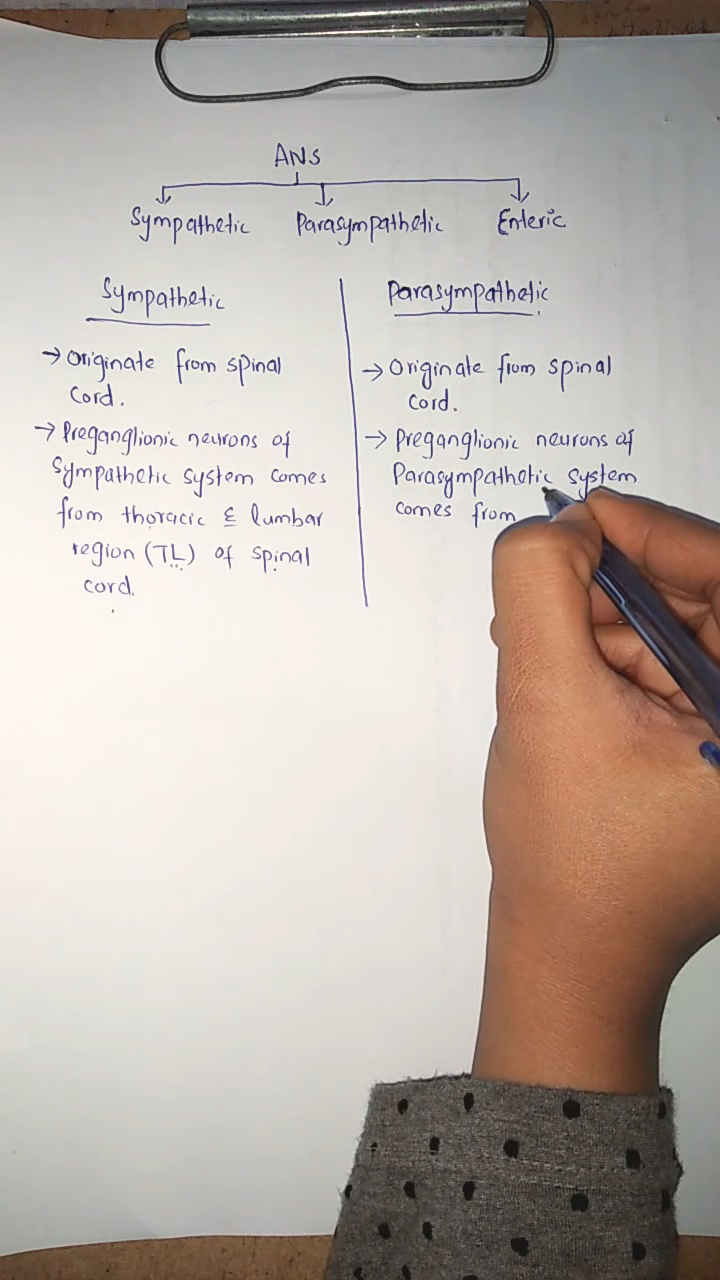 ANS
Sympathetic Parasympathetic Enteric
Sympathetic
→ Originate from spinal
cord.
→ Preganglionic neurons of
Sympathetic system comes
from thoracic & lumbar
region (TL) of spinal
cord.
Parasympathetic
→ Originate from spinal
cord.
→ Preganglionic neurons of
Parasympathetic system
comes from